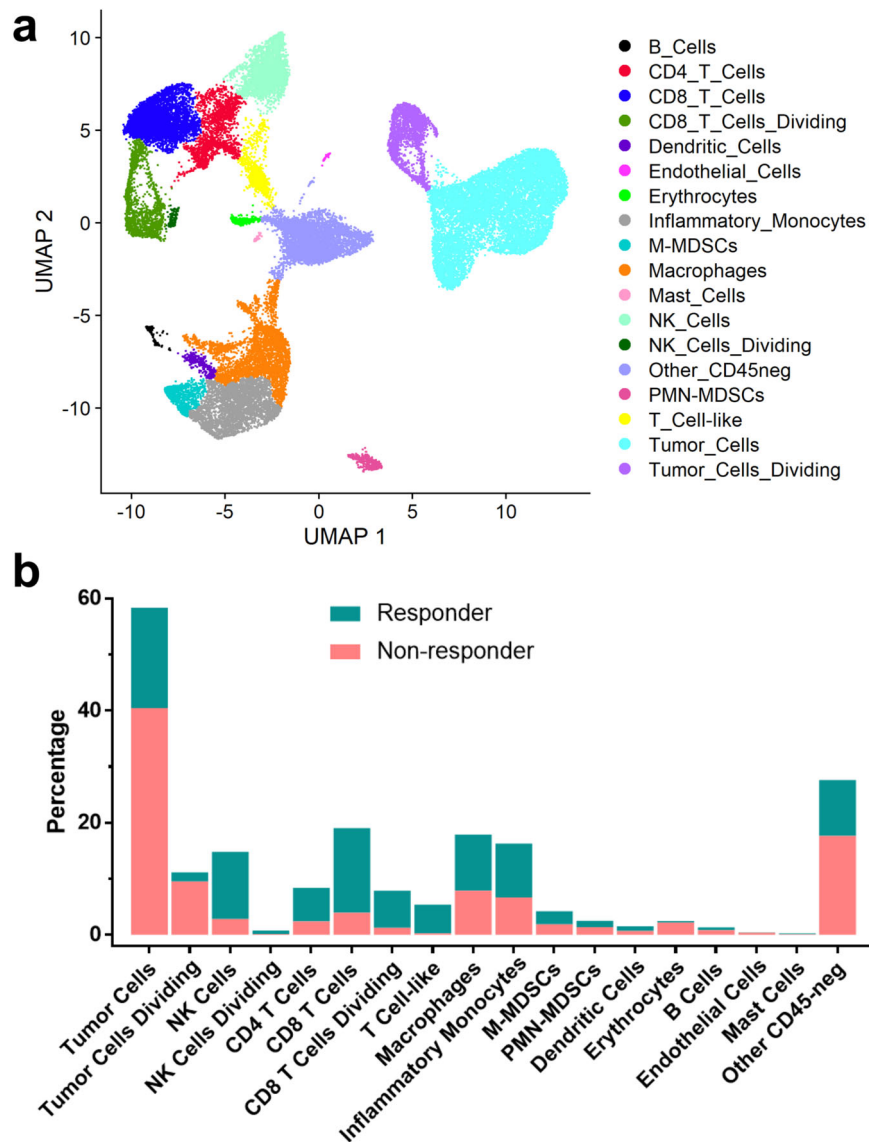 a
10
5
0
-5
-10
UMAP 2
-10
-5
0
5
10
UMAP 1
B_Cells
CD4_T_Cells
CD8_T_Cells
CD8_T_Cells_Dividing
Dendritic_Cells
Endothelial_Cells
Erythrocytes
Inflammatory_Monocytes
M-MDSCs
Macrophages
Mast_Cells
NK_Cells
NK_Cells_Dividing
Other_CD45neg
PMN-MDSCs
T_Cell-like
Tumor_Cells
Tumor_Cells_Dividing
b
60
40
20
0
Percentage
Responder
Non-responder
Tumor Cells
Tumor Cells Dividing
NK Cells
NK Cells Dividing
CD4 T Cells
CD8 T Cells
CD8 T Cells Dividing
T Cell-like
Macrophages
Inflammatory Monocytes
M-MDSCs
PMN-MDSCs
Dendritic Cells
Erythrocytes
B Cells
Endothelial Cells
Mast Cells
Other CD45-neg